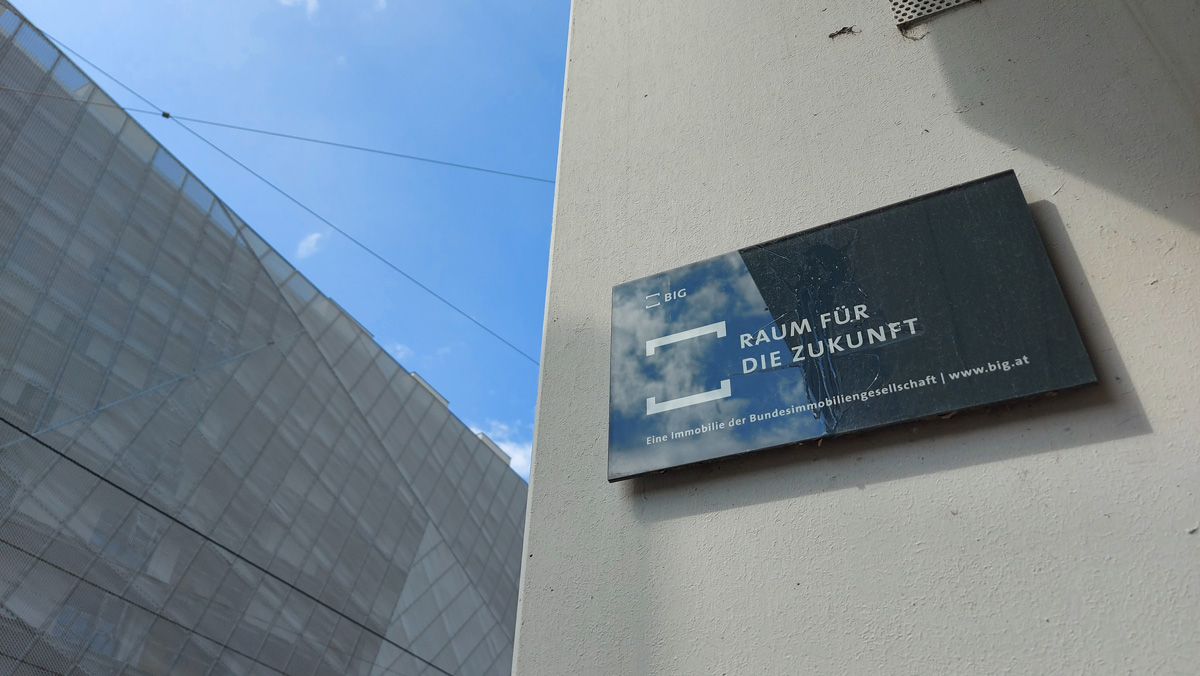 BIG
RAUM FÜR
DIE ZUKUNFT
Eine Immobilie der Bundesimmobiliengesellschaft | www.big.at